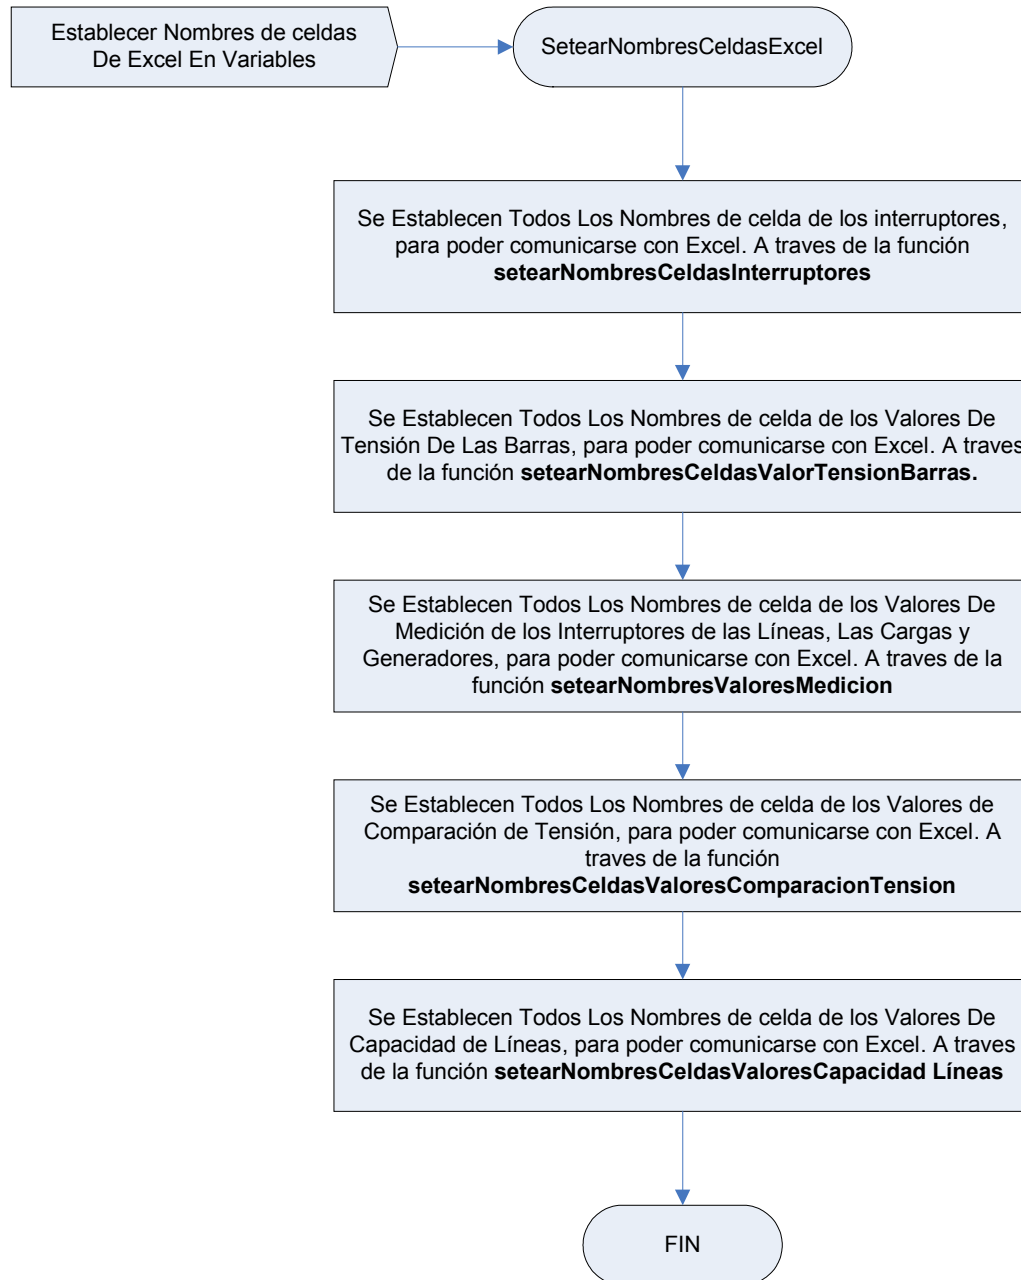 Establecer Nombres de celdas
De Excel En Variables
SetearNombresCeldasExcel
Se Establecen Todos Los Nombres de celda de los interruptores,
para poder comunicarse con Excel. A traves de la función
setearNombresCeldasInterruptores
Se Establecen Todos Los Nombres de celda de los Valores De
Tensión De Las Barras, para poder comunicarse con Excel. A traves
de la función setearNombresCeldasValorTensionBarras.
Se Establecen Todos Los Nombres de celda de los Valores De
Medición de los Interruptores de las Líneas, Las Cargas y
Generadores, para poder comunicarse con Excel. A traves de la
función setearNombresValoresMedicion
Se Establecen Todos Los Nombres de celda de los Valores de
Comparación de Tensión, para poder comunicarse con Excel. A
traves de la función
setearNombresCeldasValoresComparacionTension
Se Establecen Todos Los Nombres de celda de los Valores De
Capacidad de Líneas, para poder comunicarse con Excel. A traves
de la función setearNombresCeldasValoresCapacidad Líneas
FIN